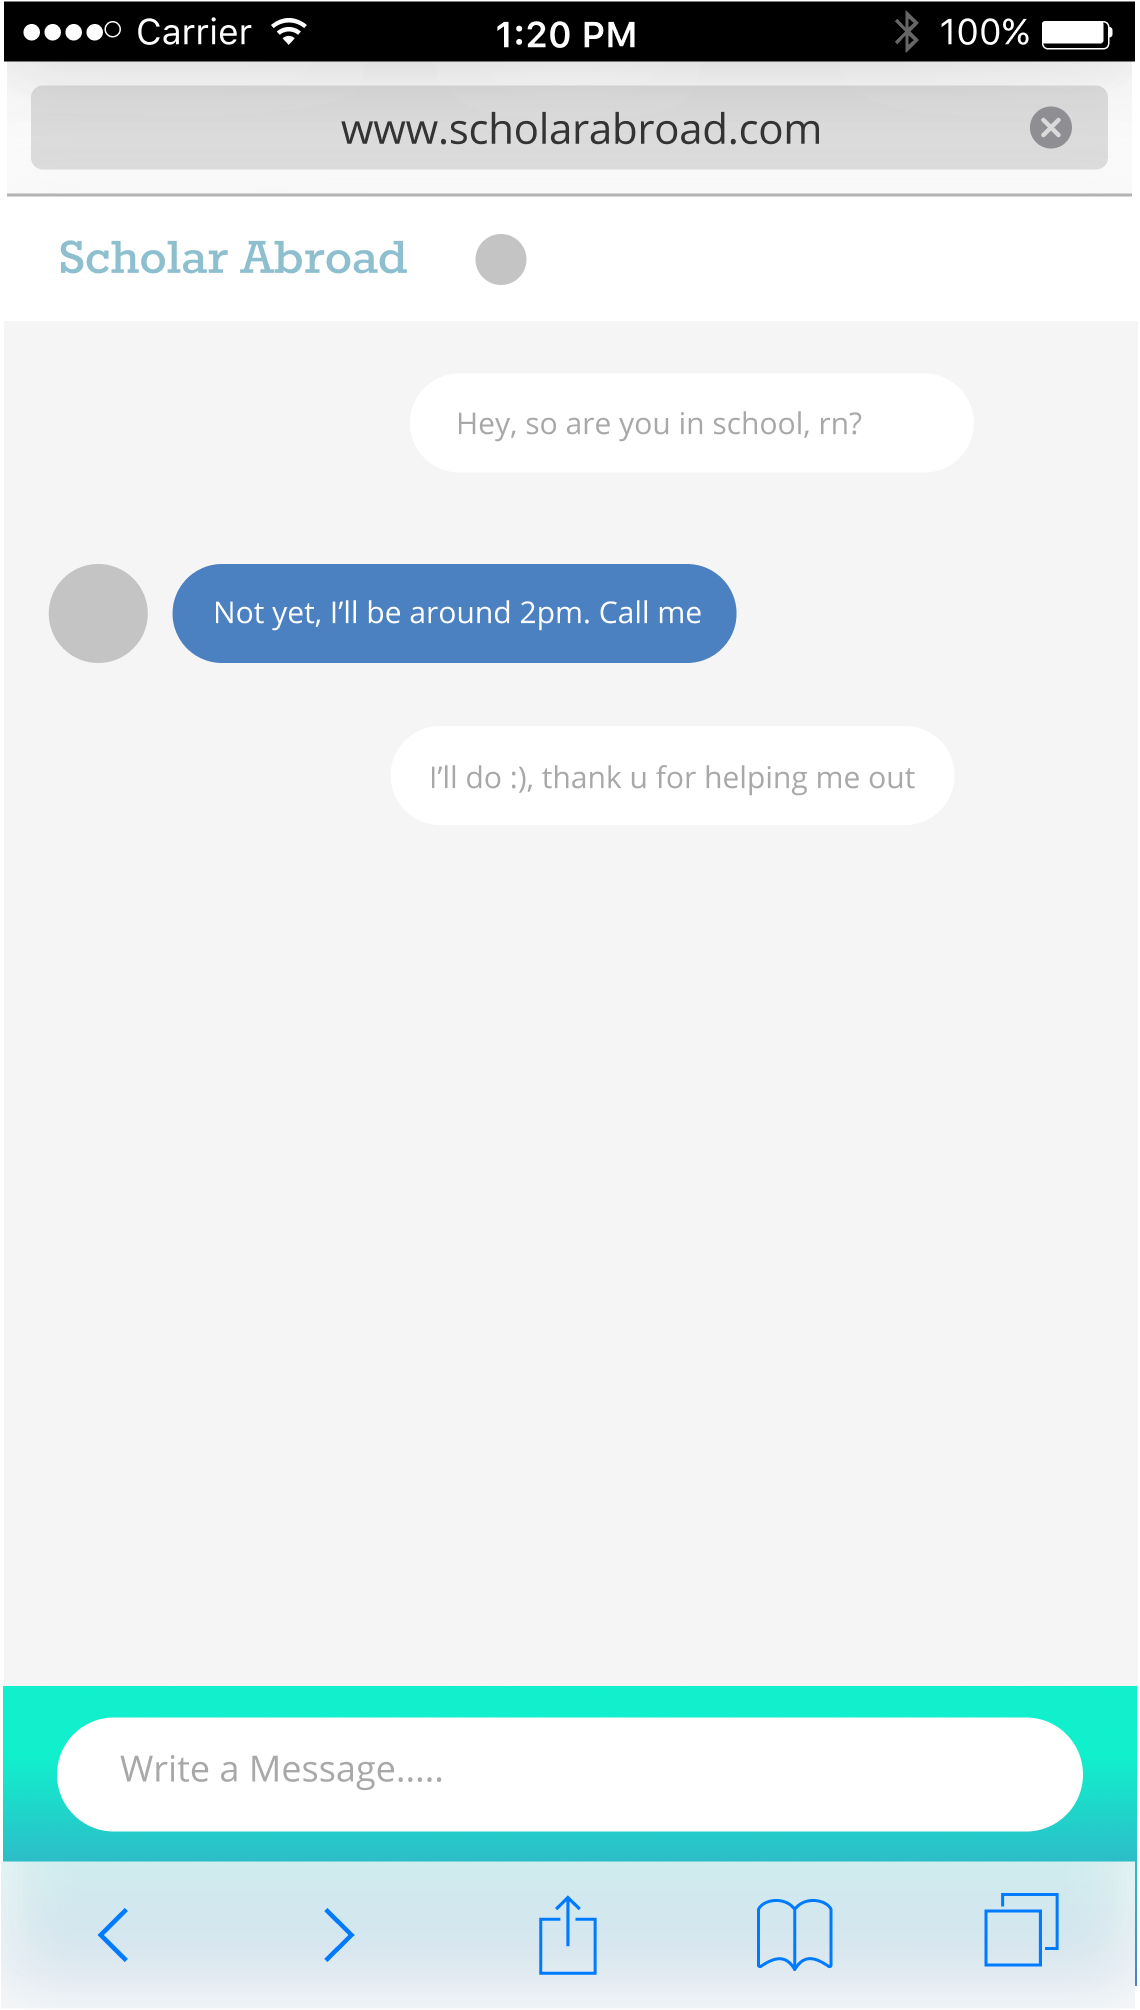 Carrier 1:20 PM 100%
www.scholarabroad.com
Scholar Abroad
Hey, so are you in school, rn?
Not yet, I’ll be around 2pm. Call me
I’ll do :), thank u for helping me out
Write a Message.....